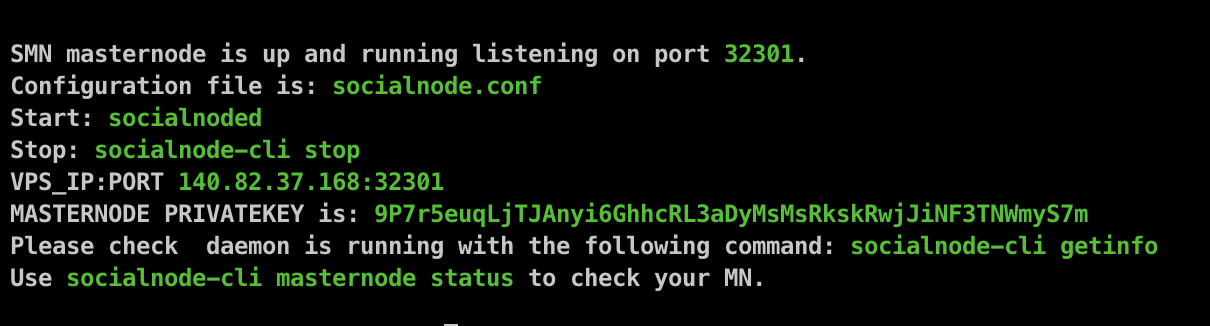 SMN masternode is up and running listening on port 32301.
Configuration file is: socialnode.conf
Start: socialnoded
Stop: socialnode-cli stop
VPS_IP:PORT 140.82.37.168:32301
MASTERNODE PRIVATEKEY is: 9P7r5euqLjTJAnyi6GhhcRL3aDyMsMsRkskRwjJiNF3TNWmyS7m
Please check  daemon is running with the following command: socialnode-cli getinfo
Use socialnode-cli masternode status to check your MN.